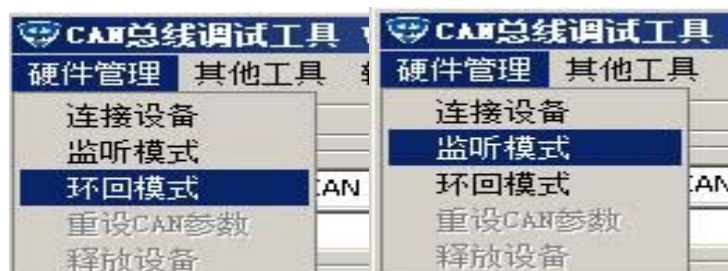 CAN总线调试工具
硬件管理 其他工具
连接设备
监听模式
环回模式
CAN
重设CAN参数
释放设备
CAN总线调试工具
硬件管理 其他工具
连接设备
监听模式
环回模式
重设CAN参数
释放设备